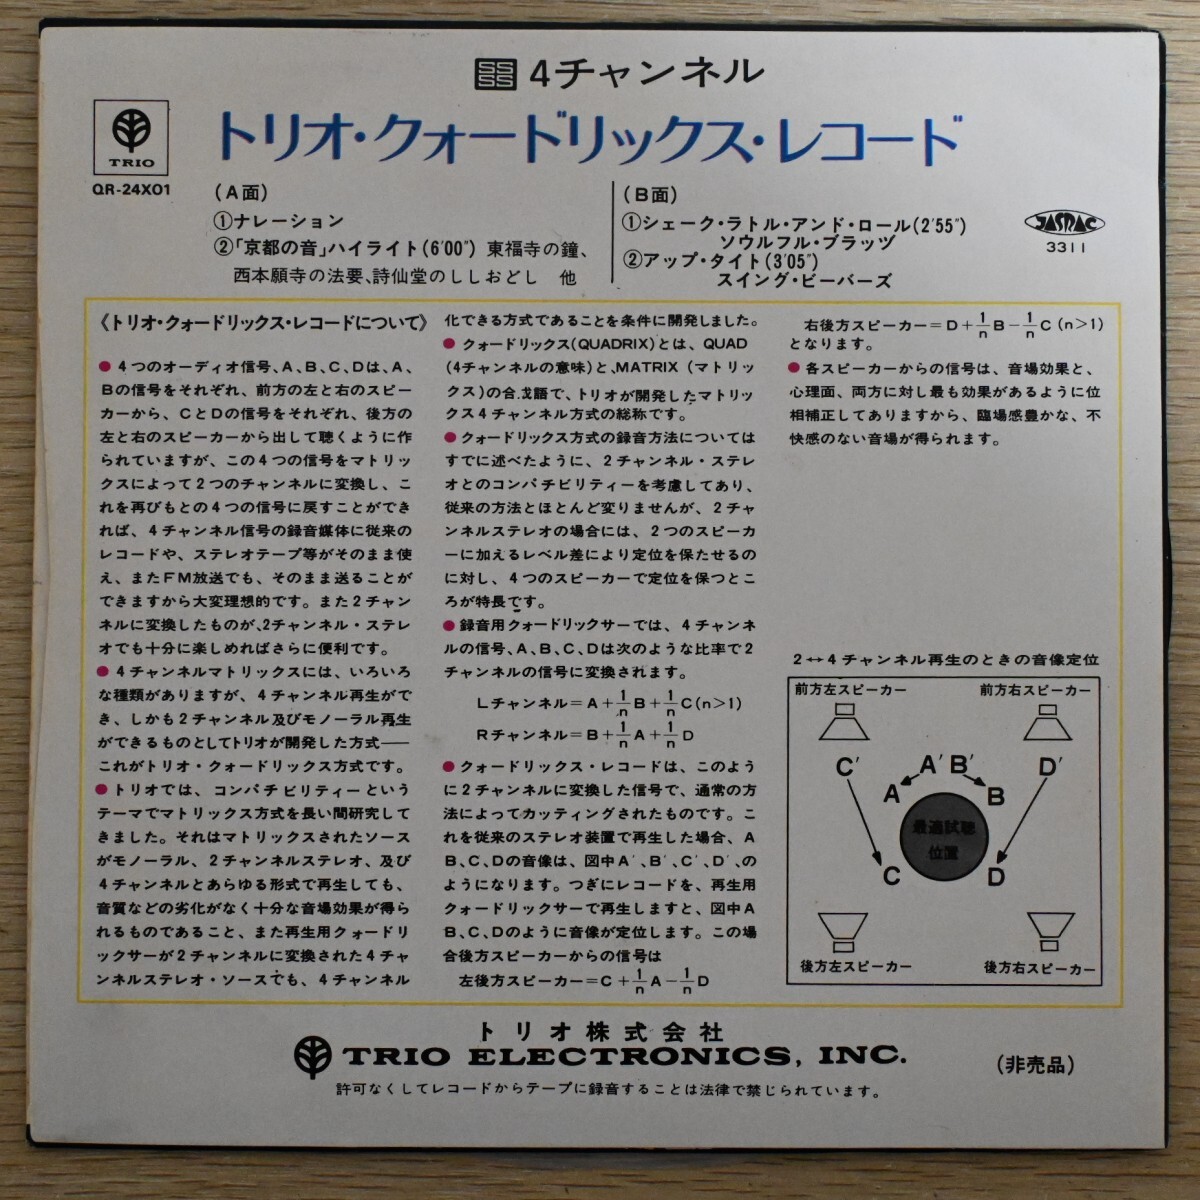 SS SS 4チャンネル
トリオ・クォードリックス・レコード
TRIO
QR-24X01
(A面)
①ナレーション
②「京都の音」ハイライト(6′00″) 東福寺の鐘、
西本願寺の法要、詩仙堂のししおどし 他
(B面)
①シェーク・ラトル・アンド・ロール(2′55″)
ソウルフル・ブラッヅ
②アップ・タイト(3′05″)
スイング・ビーバーズ
JASRAC
3311
《トリオ・クォードリックス・レコードについて》
●4つのオーディオ信号、A、B、C、Dは、A、
Bの信号をそれぞれ、前方の左と右のスピー
カーから、CとDの信号をそれぞれ、後方の
左と右のスピーカーから出して聴くように作
られていますが、この4つの信号をマトリッ
クスによって2つのチャンネルに変換し、こ
れを再びもとの4つの信号に戻すことができ
れば、4チャンネル信号の録音媒体に従来の
レコードや、ステレオテープ等がそのまま使
え、またFM放送でも、そのまま送ることが
できますから大変理想的です。また2チャン
ネルに変換したものが、2チャンネル・ステレ
オでも十分に楽しめればさらに便利です。
●4チャンネルマトリックスには、いろいろ
な種類がありますが、4チャンネル再生がで
き、しかも2チャンネル及びモノーラル再生
ができるものとしてトリオが開発した方式──
これがトリオ・クォードリックス方式です。
●トリオでは、コンパチビリティーという
テーマでマトリックス方式を長い間研究して
きました。それはマトリックスされたソース
がモノーラル、2チャンネルステレオ、及び
4チャンネルとあらゆる形式で再生しても、
音質などの劣化がなく十分な音場効果が得ら
れるものであること、また再生用クォードリ
ックサーが2チャンネルに変換された4チャ
ンネルステレオ・ソースでも、4チャンネル
化できる方式であることを条件に開発しました。
●クォードリックス(QUADRIX)とは、QUAD
(4チャンネルの意味)と、MATRIX(マトリッ
クス)の合成語で、トリオが開発したマトリッ
クス4チャンネル方式の総称です。
●クォードリックス方式の録音方法については
すでに述べたように、2チャンネル・ステレ
オとのコンパチビリティーを考慮してあり、
従来の方法とほとんど変りませんが、2チャ
ンネルステレオの場合には、2つのスピーカ
ーに加えるレベル差により定位を保たせるの
に対し、4つのスピーカーで定位を保つとこ
ろが特長です。
●録音用クォードリックサーでは、4チャンネ
ルの信号、A、B、C、Dは次のような比率で2
チャンネルの信号に変換されます。
Lチャンネル=A+1/nB+1/nC(n>1)
Rチャンネル=B+1/nA+1/nD
●クォードリックス・レコードは、このよう
に2チャンネルに変換した信号で、通常の方
法によってカッティングされたものです。こ
れを従来のステレオ装置で再生した場合、A
B、C、Dの音像は、図中A′、B′、C′、D′、の
ようになります。つぎにレコードを、再生用
クォードリックサーで再生しますと、図中A
B、C、Dのように音像が定位します。この場
合後方スピーカーからの信号は
左後方スピーカー=C+1/nA-1/nD
右後方スピーカー=D+1/nB-1/nC(n>1)
となります。
●各スピーカーからの信号は、音場効果と、
心理面、両方に対し最も効果があるように位
相補正してありますから、臨場感豊かな、不
快感のない音場が得られます。
2↔4チャンネル再生のときの音像定位
前方左スピーカー 前方右スピーカー
C′ A′ B′ D′
A B
最適試聴
位置
C D
後方左スピーカー 後方右スピーカー
トリオ株式会社
TRIO ELECTRONICS, INC.
(非売品)
許可なくしてレコードからテープに録音することは法律で禁じられています。